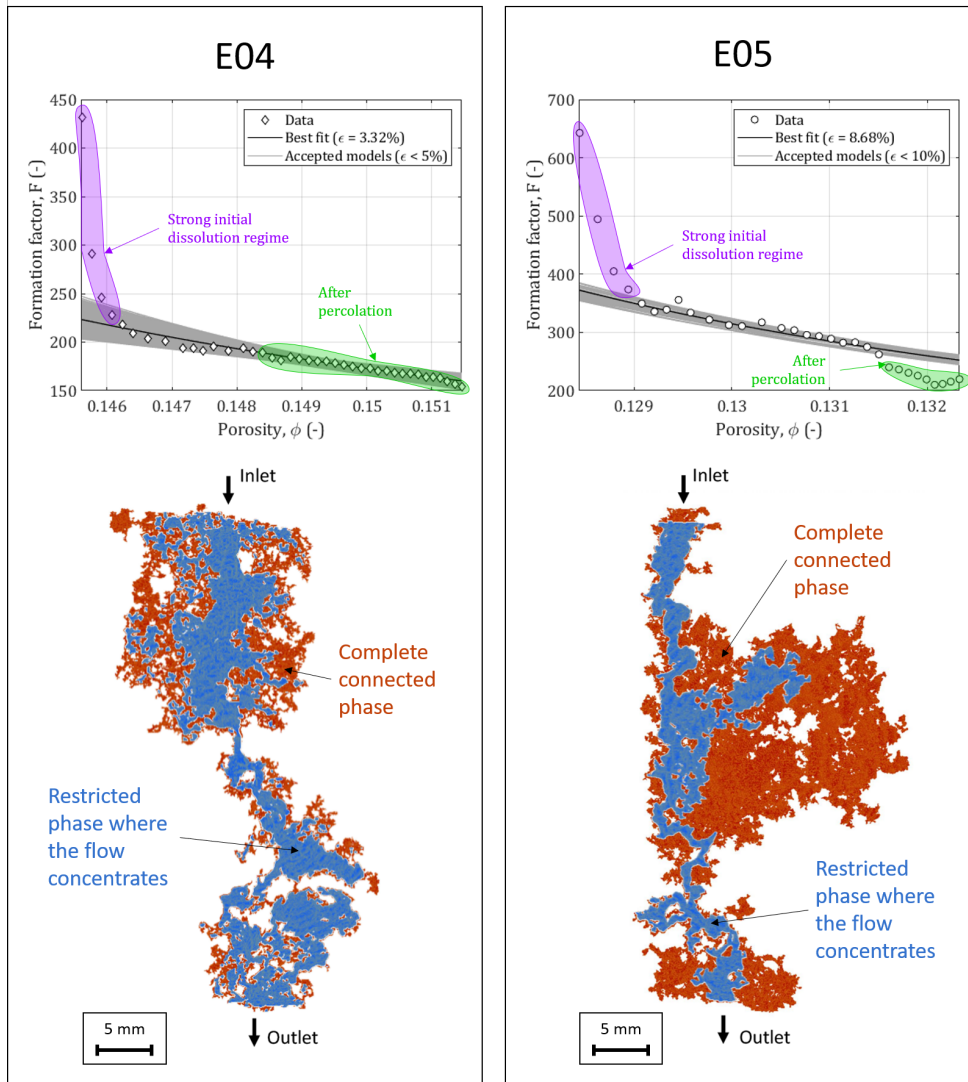 E04
450
400
350
300
250
200
150
Formation factor, F (-)
Data
Best fit (ϵ = 3.32%)
Accepted models (ϵ < 5%)
Strong initial
dissolution regime
After
percolation
0.146
0.147
0.148
0.149
0.15
0.151
Porosity, ϕ (-)
Inlet
Complete
connected
phase
Restricted
phase where
the flow
concentrates
5 mm
Outlet
E05
700
600
500
400
300
200
Formation factor, F (-)
Data
Best fit (ϵ = 8.68%)
Accepted models (ϵ < 10%)
Strong initial
dissolution regime
After
percolation
0.129
0.13
0.131
0.132
Porosity, ϕ (-)
Inlet
Complete
connected
phase
Restricted
phase where
the flow
concentrates
5 mm
Outlet